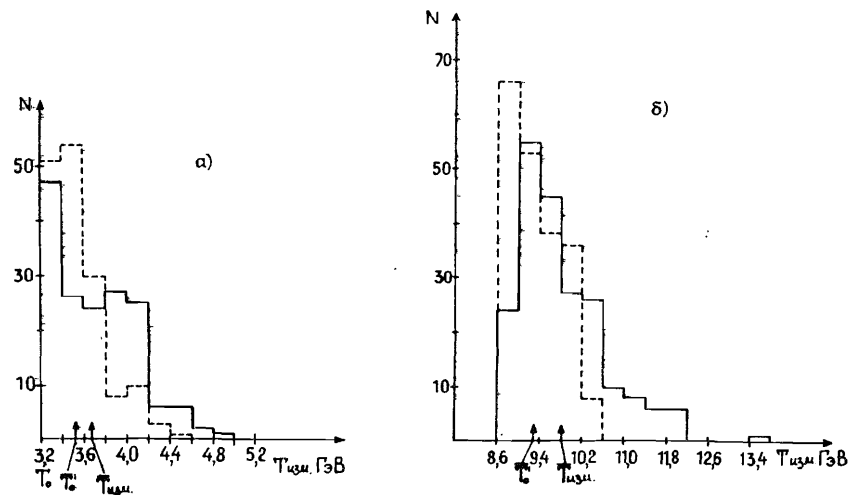 N
50
30
10
а)
3,2 3,6 4,0 4,4 4,8 5,2 Tизм. ГэВ
T₀ T₀' T̄изм.
N
70
50
30
10
б)
8,6 9,4 10,2 11,0 11,8 12,6 13,4 Tизм ГэВ
T₀' T̄изм.